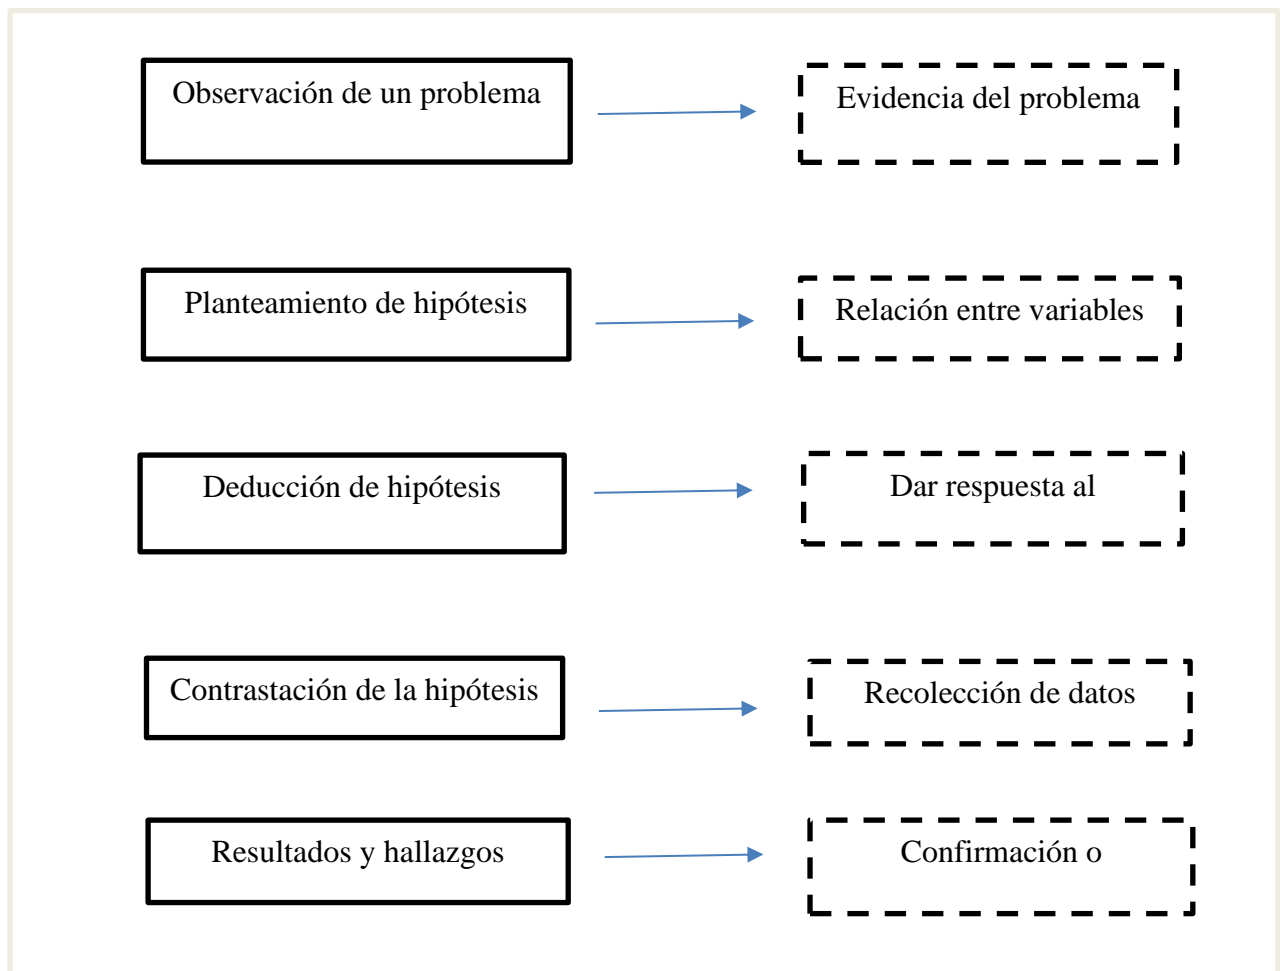 Observación de un problema
Evidencia del problema
Planteamiento de hipótesis
Relación entre variables
Deducción de hipótesis
Dar respuesta al
Contrastación de la hipótesis
Recolección de datos
Resultados y hallazgos
Confirmación o